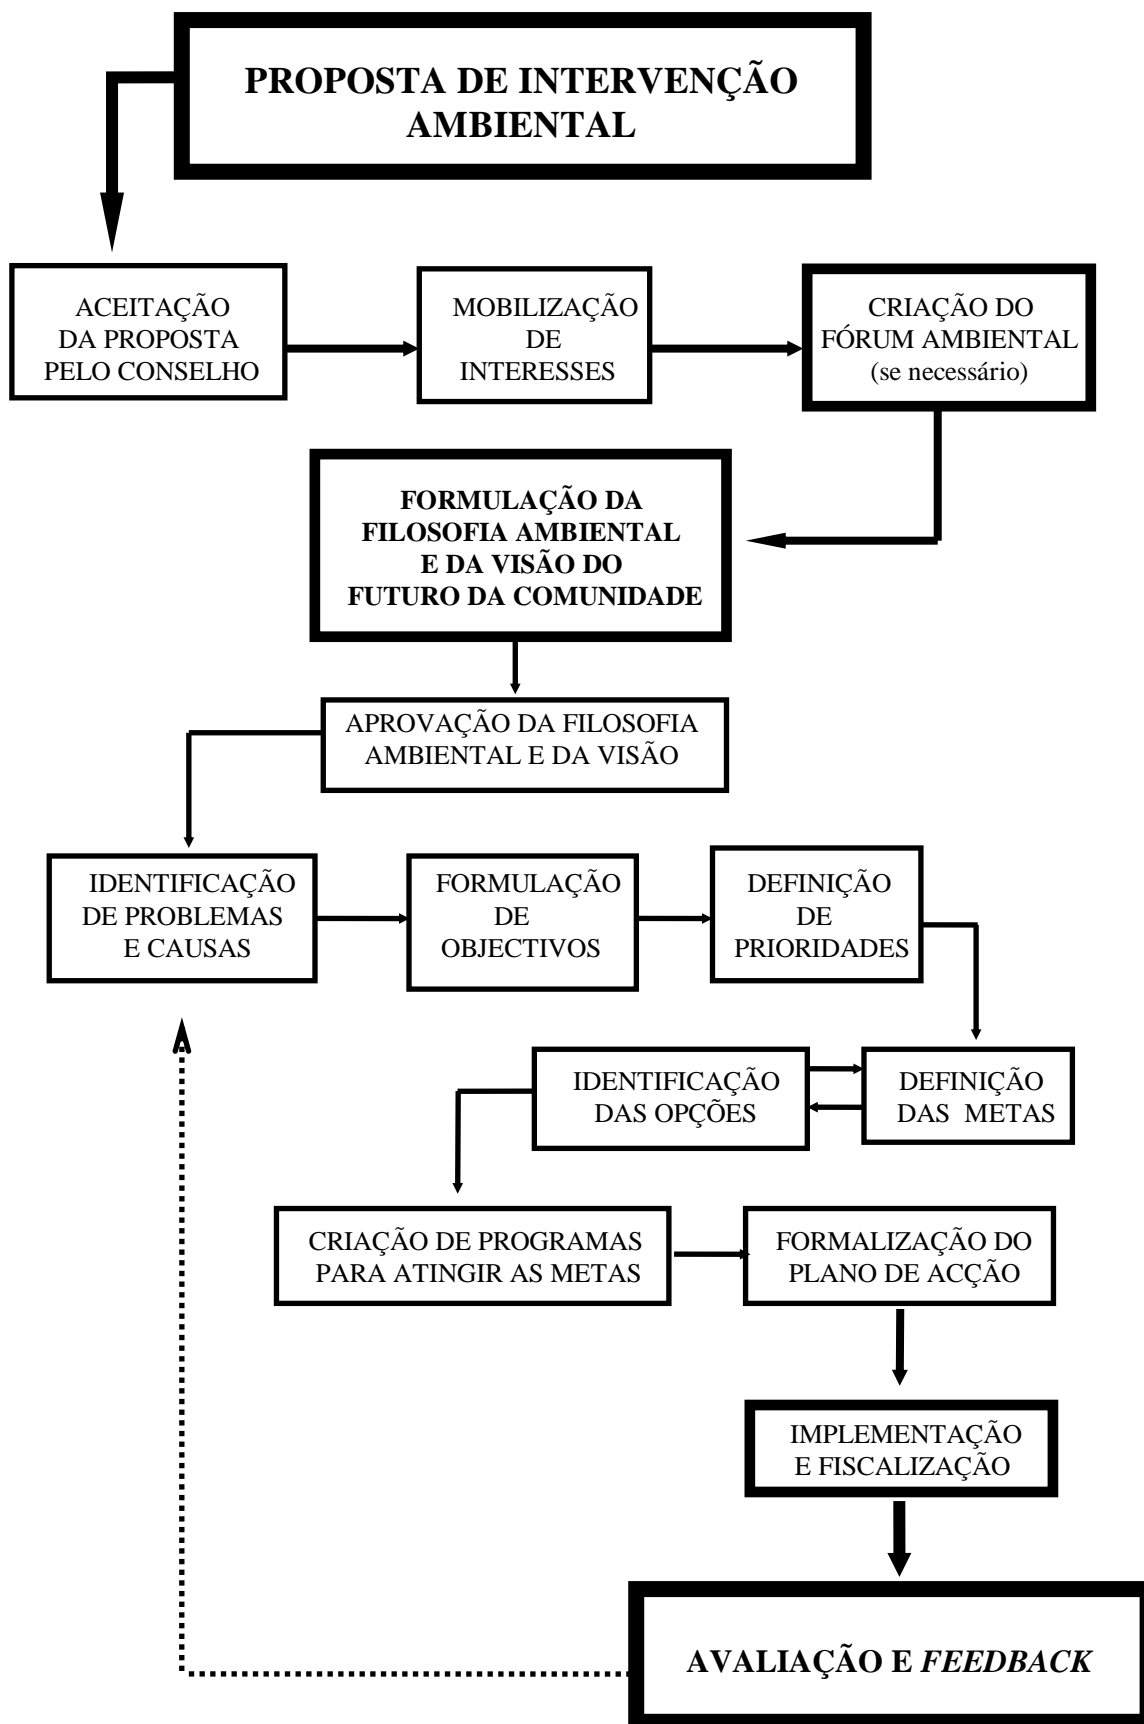 PROPOSTA DE INTERVENÇÃO
AMBIENTAL
ACEITAÇÃO
DA PROPOSTA
PELO CONSELHO
MOBILIZAÇÃO
DE
INTERESSES
CRIAÇÃO DO
FÓRUM AMBIENTAL
(se necessário)
FORMULAÇÃO DA
FILOSOFIA AMBIENTAL
E DA VISÃO DO
FUTURO DA COMUNIDADE
APROVAÇÃO DA FILOSOFIA
AMBIENTAL E DA VISÃO
IDENTIFICAÇÃO
DE PROBLEMAS
E CAUSAS
FORMULAÇÃO
DE
OBJECTIVOS
DEFINIÇÃO
DE
PRIORIDADES
IDENTIFICAÇÃO
DAS OPÇÕES
DEFINIÇÃO
DAS METAS
CRIAÇÃO DE PROGRAMAS
PARA ATINGIR AS METAS
FORMALIZAÇÃO DO
PLANO DE ACÇÃO
IMPLEMENTAÇÃO
E FISCALIZAÇÃO
AVALIAÇÃO E FEEDBACK